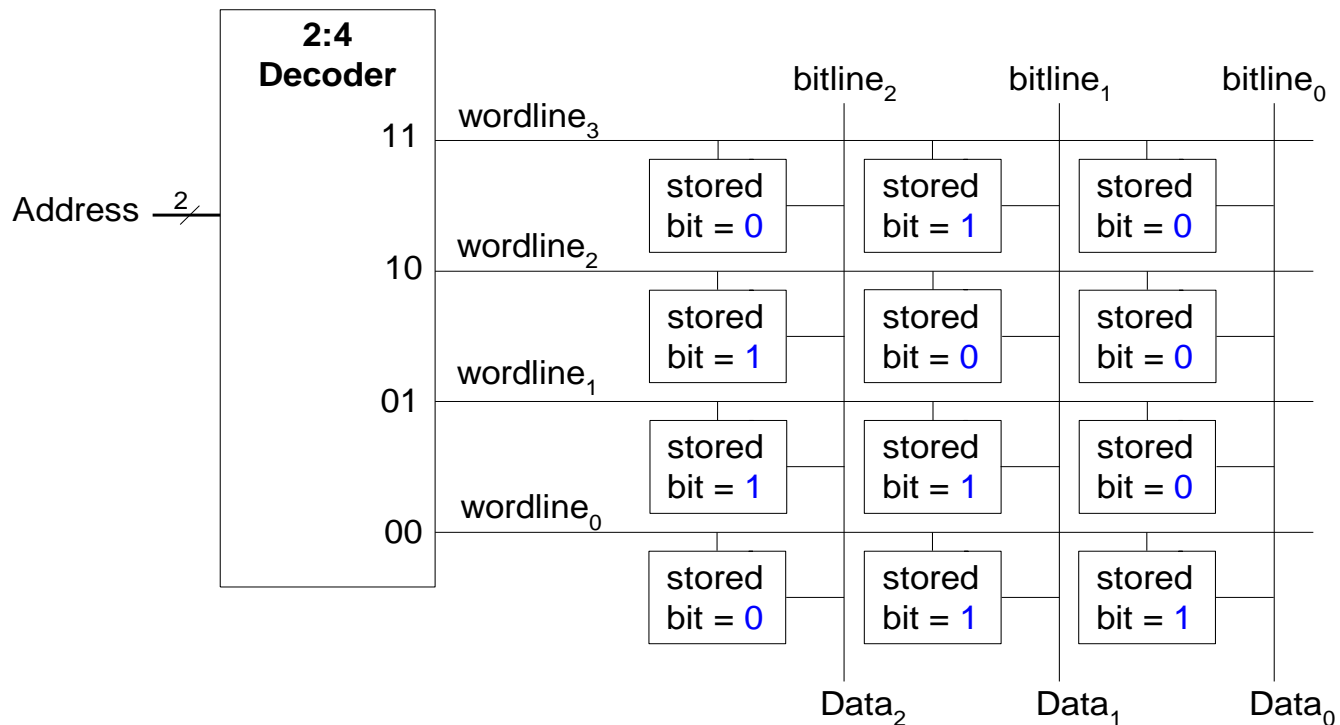 2:4
Decoder
bitline₂ bitline₁ bitline₀
wordline₃
11
stored stored stored
bit = 0 bit = 1 bit = 0
Address 2
wordline₂
10
stored stored stored
bit = 1 bit = 0 bit = 0
wordline₁
01
stored stored stored
bit = 1 bit = 1 bit = 0
wordline₀
00
stored stored stored
bit = 0 bit = 1 bit = 1
Data₂ Data₁ Data₀